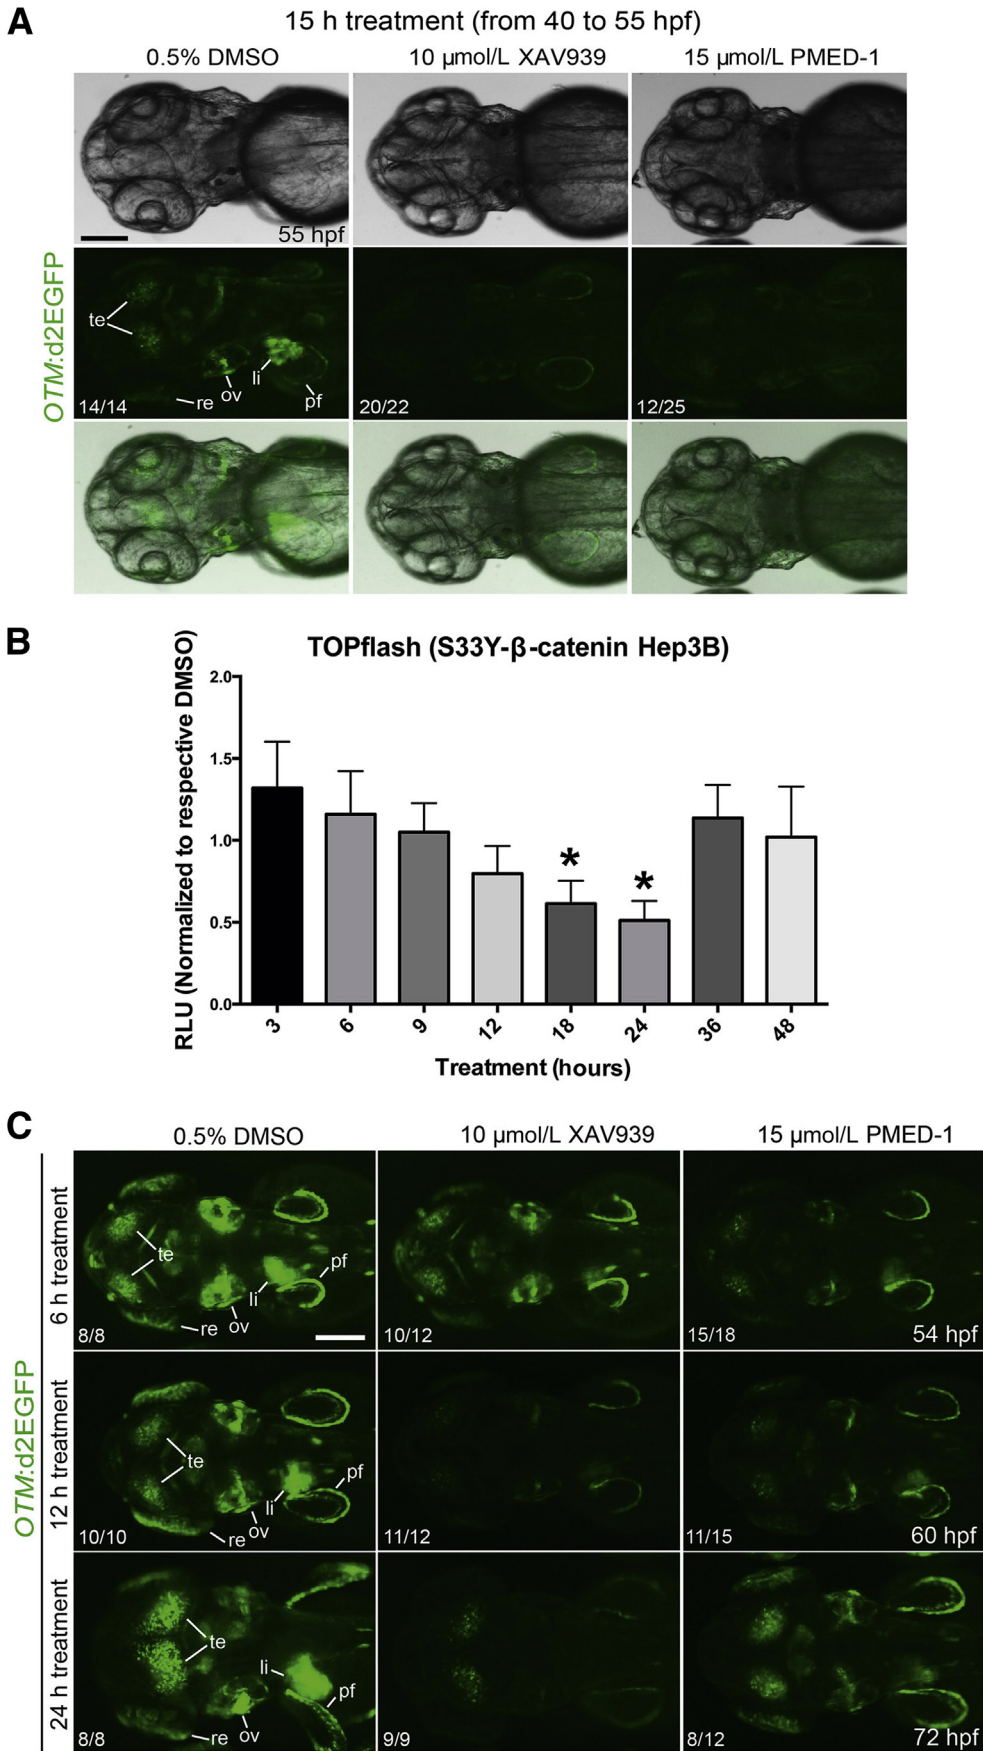 A
15 h treatment (from 40 to 55 hpf)
0.5% DMSO
10 µmol/L XAV939
15 µmol/L PMED-1
55 hpf
OTM:d2EGFP
te
re
ov
li
pf
14/14
20/22
12/25
B
TOPflash (S33Y-β-catenin Hep3B)
RLU (Normalized to respective DMSO)
2.0
1.5
1.0
0.5
0.0
* *
3 6 9 12 18 24 36 48
Treatment (hours)
C
0.5% DMSO
10 µmol/L XAV939
15 µmol/L PMED-1
OTM:d2EGFP
6 h treatment
te
re
ov
li
pf
8/8
10/12
15/18
54 hpf
12 h treatment
te
re
ov
li
pf
10/10
11/12
11/15
60 hpf
24 h treatment
te
re
ov
li
pf
8/8
9/9
8/12
72 hpf